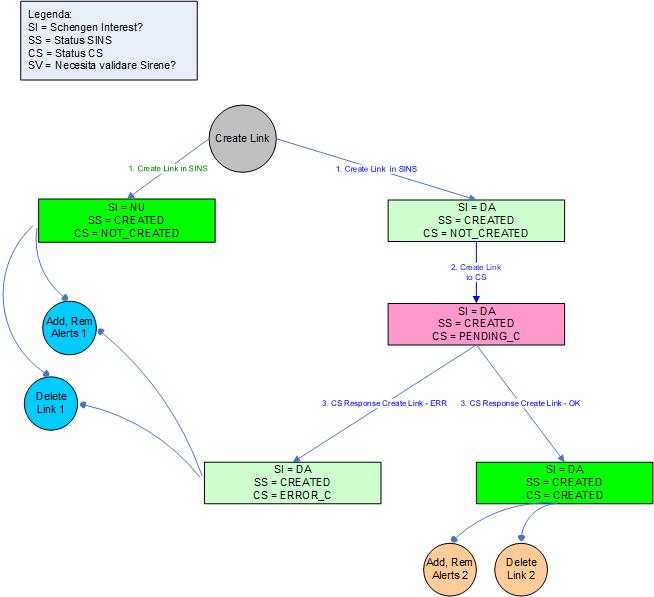 Legenda:
SI = Schengen Interest?
SS = Status SINS
CS = Status CS
SV = Necesita validare Sirene?
Create Link
1. Create Link in SINS
1. Create Link in SINS
SI = NU
SS = CREATED
CS = NOT_CREATED
SI = DA
SS = CREATED
CS = NOT_CREATED
2. Create Link
to CS
SI = DA
SS = CREATED
CS = PENDING_C
Add, Rem
Alerts 1
Delete
Link 1
3. CS Response Create Link - ERR
3. CS Response Create Link - OK
SI = DA
SS = CREATED
CS = ERROR_C
SI = DA
SS = CREATED
CS = CREATED
Add, Rem
Alerts 2
Delete
Link 2